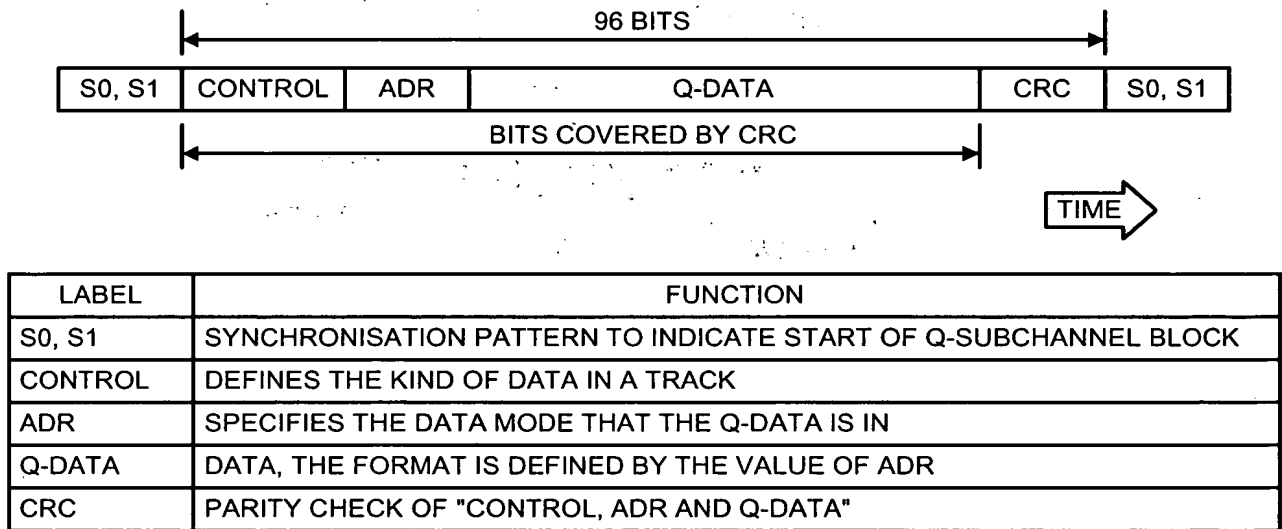 96 BITS
S0, S1 CONTROL ADR Q-DATA CRC S0, S1
BITS COVERED BY CRC
TIME
LABEL FUNCTION
S0, S1 SYNCHRONISATION PATTERN TO INDICATE START OF Q-SUBCHANNEL BLOCK
CONTROL DEFINES THE KIND OF DATA IN A TRACK
ADR SPECIFIES THE DATA MODE THAT THE Q-DATA IS IN
Q-DATA DATA, THE FORMAT IS DEFINED BY THE VALUE OF ADR
CRC PARITY CHECK OF "CONTROL, ADR AND Q-DATA"